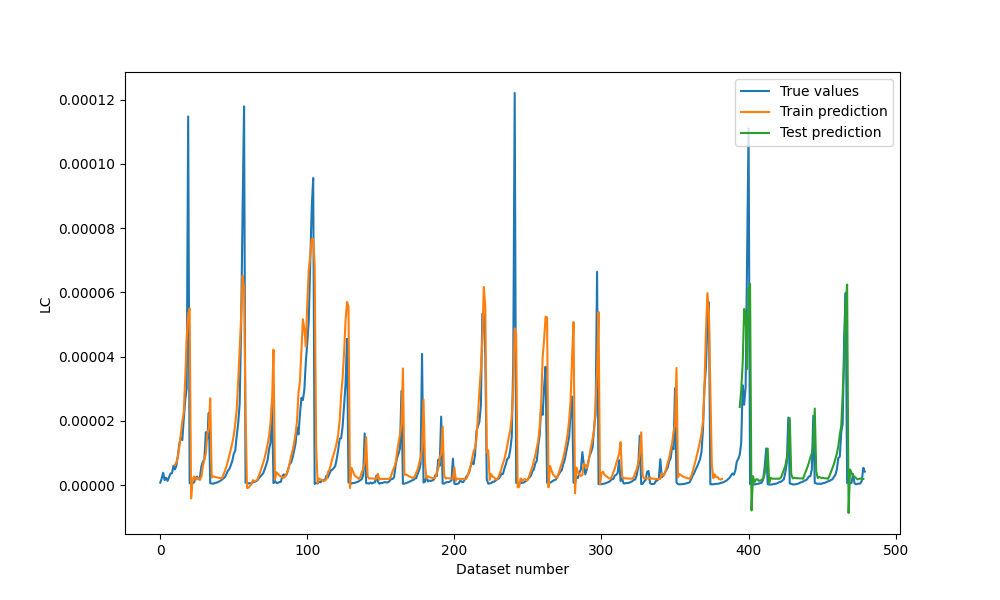 0.00012
0.00010
0.00008
0.00006
0.00004
0.00002
0.00000
LC
0 100 200 300 400 500
Dataset number
True values
Train prediction
Test prediction